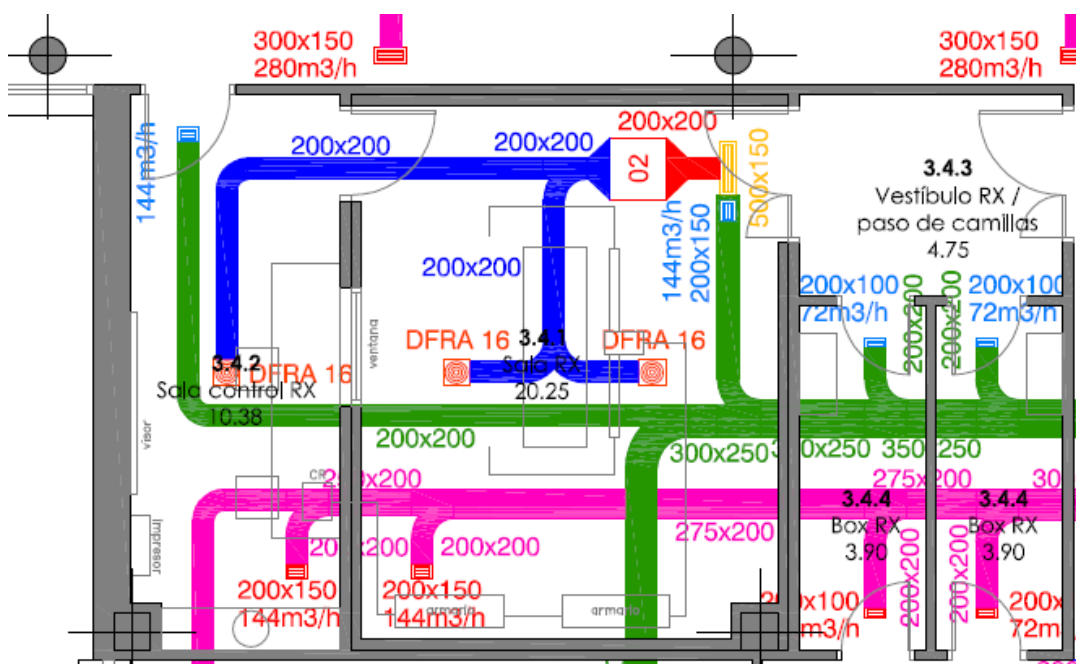 300x150
280m3/h
300x150
280m3/h
144m3/h
200x200
200x200
200x200
02
500x150
3.4.3
Vestíbulo RX /
paso de camillas
4.75
144m3/h
200x150
200x200
200x100
72m3/h
200x200
200x200
200x100
72m3/h
ventana
DFRA 16
3.4.1
Sala RX
20.25
DFRA 16
3.4.2
Sala control RX
10.38
DFRA 16
visor
200x200
300x250
350x250
CR
275x200
275x200
3.4.4
Box RX
3.90
3.4.4
Box RX
3.90
impresor
200x200
200x200
200x200
200x200
200x150
144m3/h
200x150
144m3/h
armario
armario
72m3/h